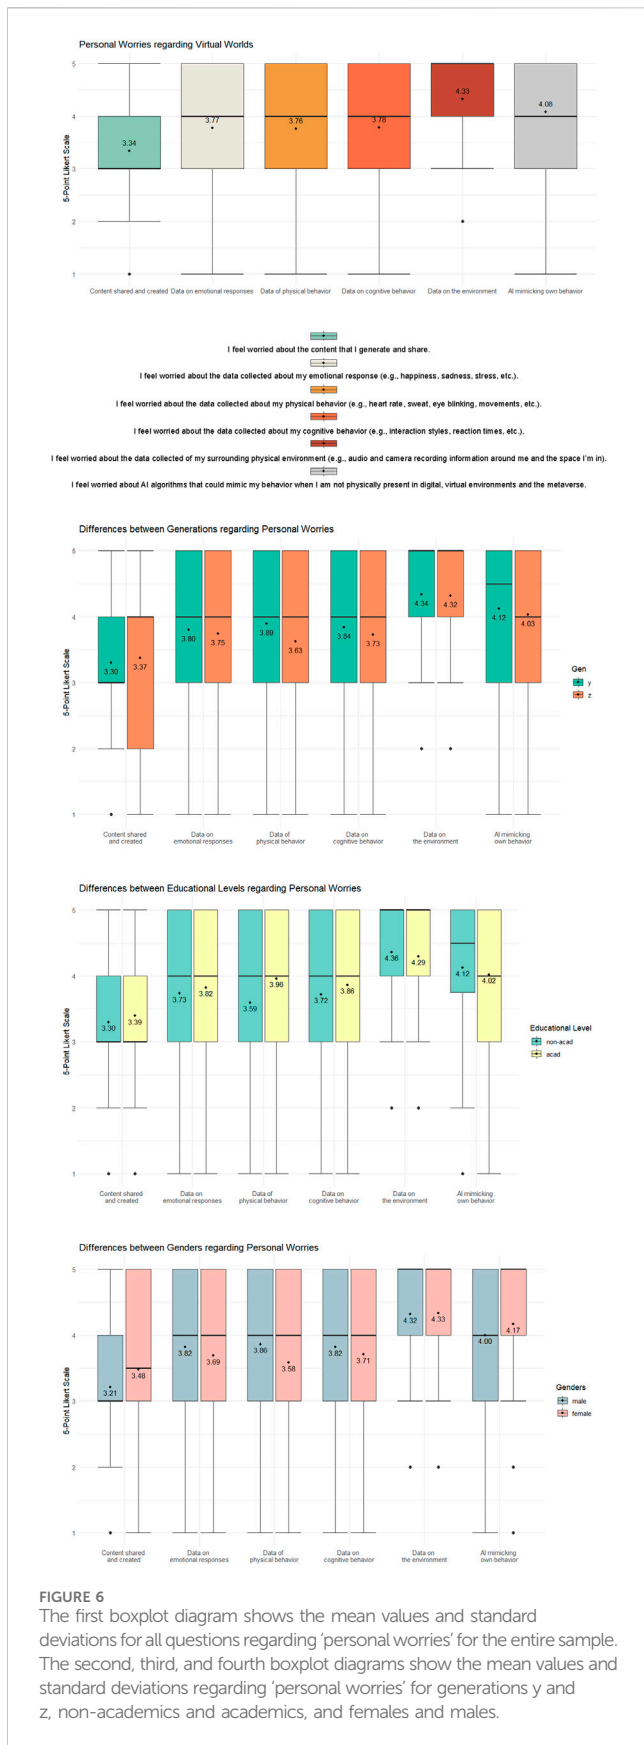 Personal Worries regarding Virtual Worlds
5-Point Likert Scale
5
4
3
2
1
3.34
3.77
3.76
3.78
4.33
4.08
Content shared and created
Data on emotional responses
Data of physical behavior
Data on cognitive behavior
Data on the environment
AI mimicking own behavior
I feel worried about the content that I generate and share.
I feel worried about the data collected about my emotional response (e.g., happiness, sadness, stress, etc.).
I feel worried about the data collected about my physical behavior (e.g., heart rate, sweat, eye blinking, movements, etc.).
I feel worried about the data collected about my cognitive behavior (e.g., interaction styles, reaction times, etc.).
I feel worried about the data collected of my surrounding physical environment (e.g., audio and camera recording information around me and the space I'm in).
I feel worried about AI algorithms that could mimic my behavior when I am not physically present in digital, virtual environments and the metaverse.
Differences between Generations regarding Personal Worries
5-Point Likert Scale
5
4
3
2
1
3.30
3.37
3.80
3.75
3.89
3.63
3.84
3.73
4.34
4.32
4.12
4.03
Gen
y
z
Content shared
and created
Data on
emotional responses
Data of
physical behavior
Data on
cognitive behavior
Data on
the environment
AI mimicking
own behavior
Differences between Educational Levels regarding Personal Worries
5-Point Likert Scale
5
4
3
2
1
3.30
3.39
3.73
3.82
3.59
3.96
3.72
3.86
4.36
4.29
4.12
4.02
Educational Level
non-acad
acad
Content shared
and created
Data on
emotional responses
Data of
physical behavior
Data on
cognitive behavior
Data on
the environment
AI mimicking
own behavior
Differences between Genders regarding Personal Worries
5-Point Likert Scale
5
4
3
2
1
3.21
3.48
3.82
3.69
3.86
3.58
3.82
3.71
4.32
4.33
4.00
4.17
Genders
male
female
Content shared
and created
Data on
emotional responses
Data of
physical behavior
Data on
cognitive behavior
Data on
the environment
AI mimicking
own behavior
FIGURE 6
The first boxplot diagram shows the mean values and standard
deviations for all questions regarding ‘personal worries’ for the entire sample.
The second, third, and fourth boxplot diagrams show the mean values and
standard deviations regarding ‘personal worries’ for generations y and
z, non-academics and academics, and females and males.